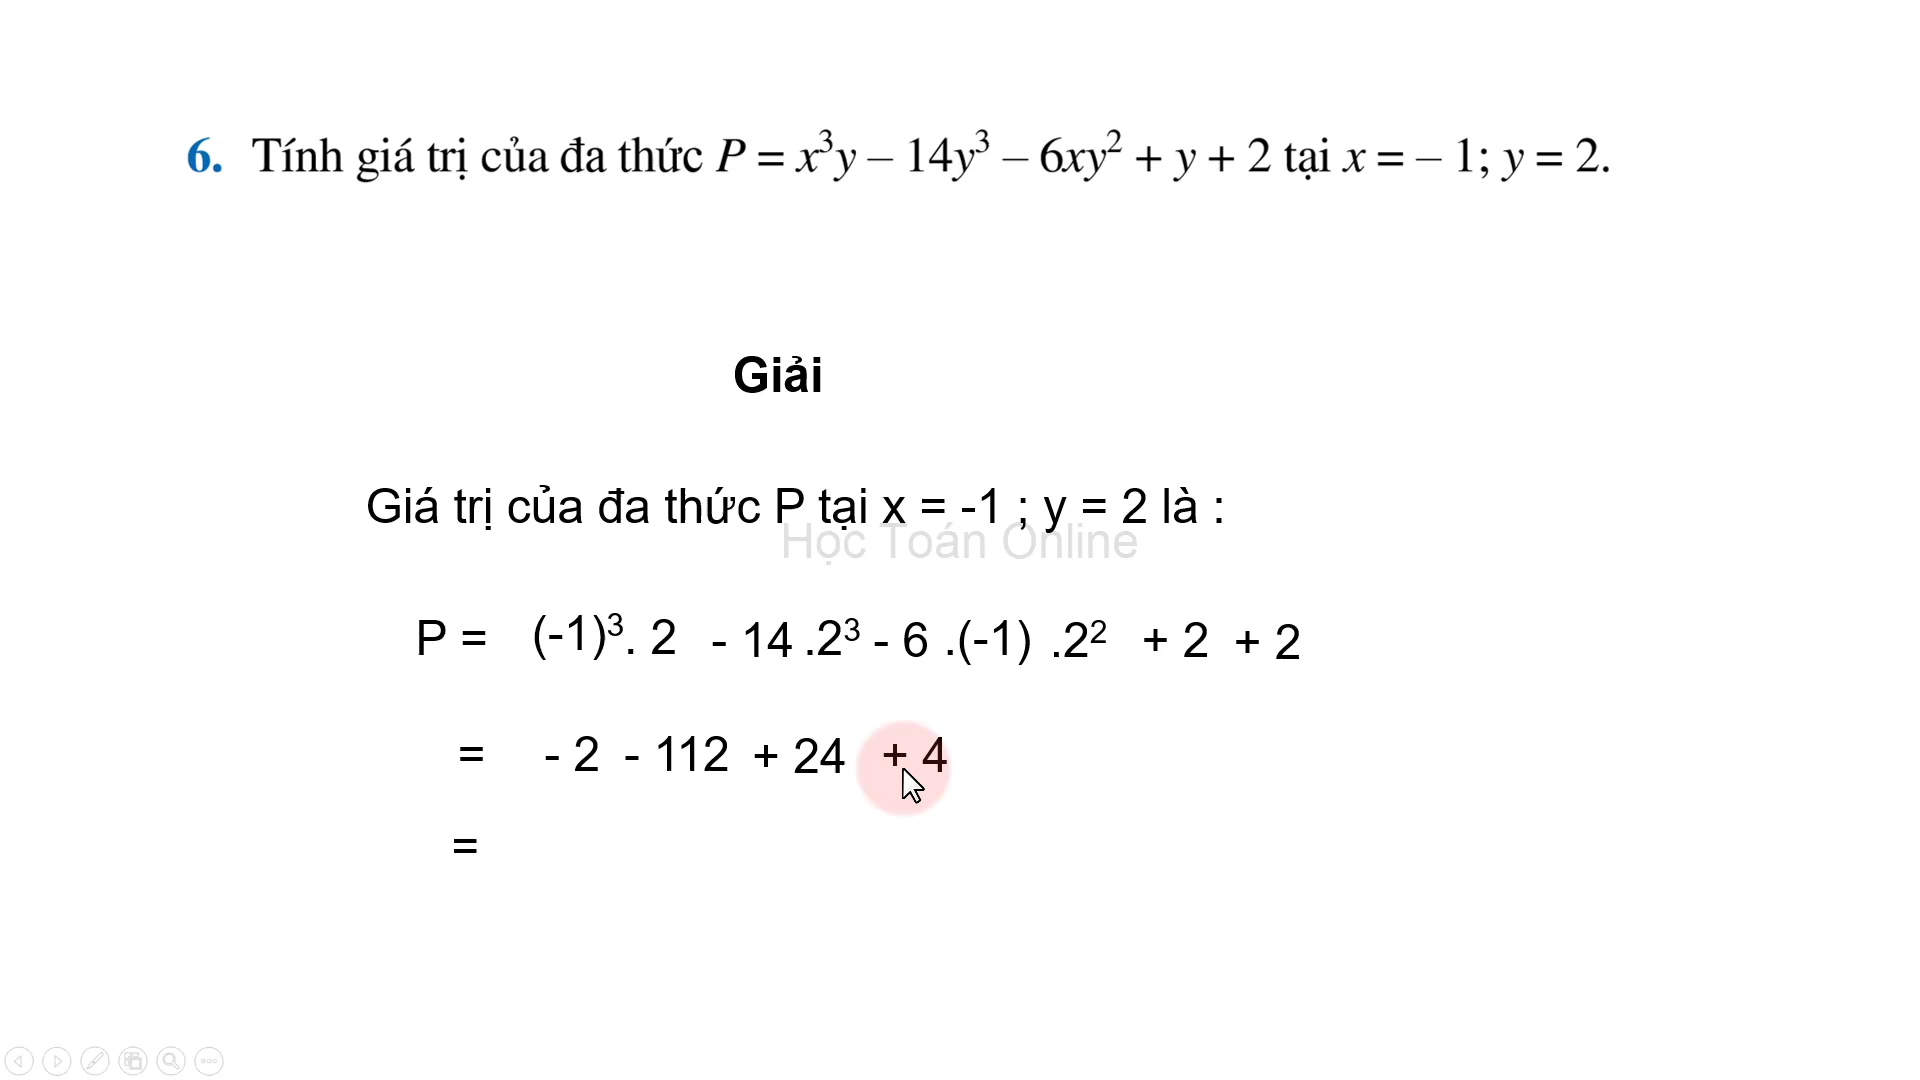 6. Tính giá trị của đa thức P = x³y – 14y³ – 6xy² + y + 2 tại x = – 1; y = 2.
Giải
Giá trị của đa thức P tại x = -1 ; y = 2 là :
Học Toán Online
P = (-1)³. 2 - 14 .2³ - 6 .(-1) .2² + 2 + 2
= - 2 - 112 + 24 + 4
=